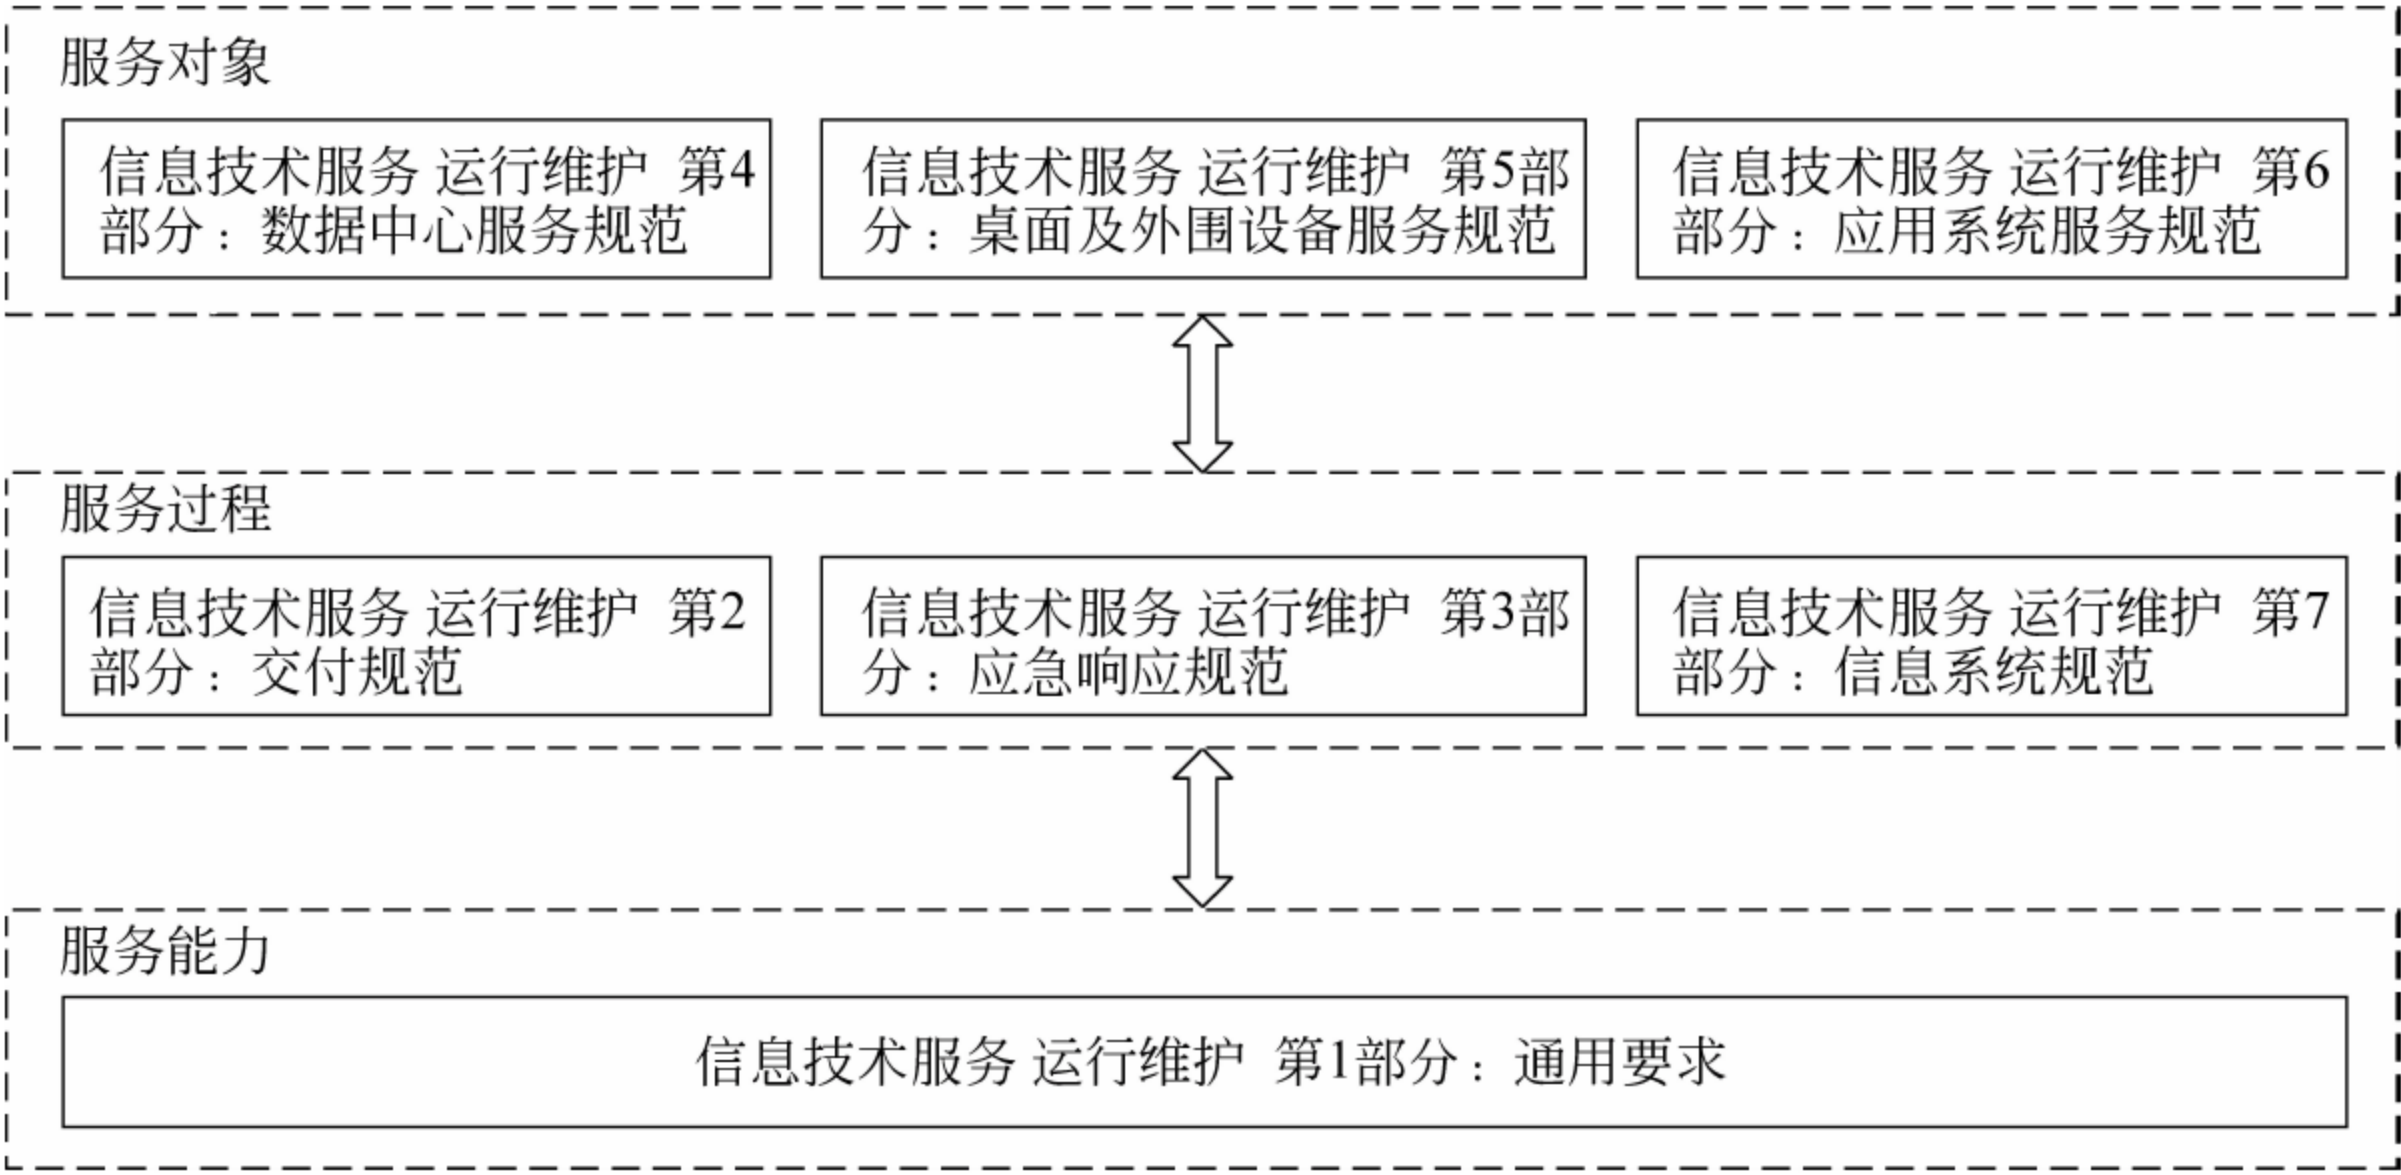 服务对象
信息技术服务 运行维护 第4
部分：数据中心服务规范
信息技术服务 运行维护 第5部
分：桌面及外围设备服务规范
信息技术服务 运行维护 第6
部分：应用系统服务规范
服务过程
信息技术服务 运行维护 第2
部分：交付规范
信息技术服务 运行维护 第3部
分：应急响应规范
信息技术服务 运行维护 第7
部分：信息系统规范
服务能力
信息技术服务 运行维护 第1部分：通用要求